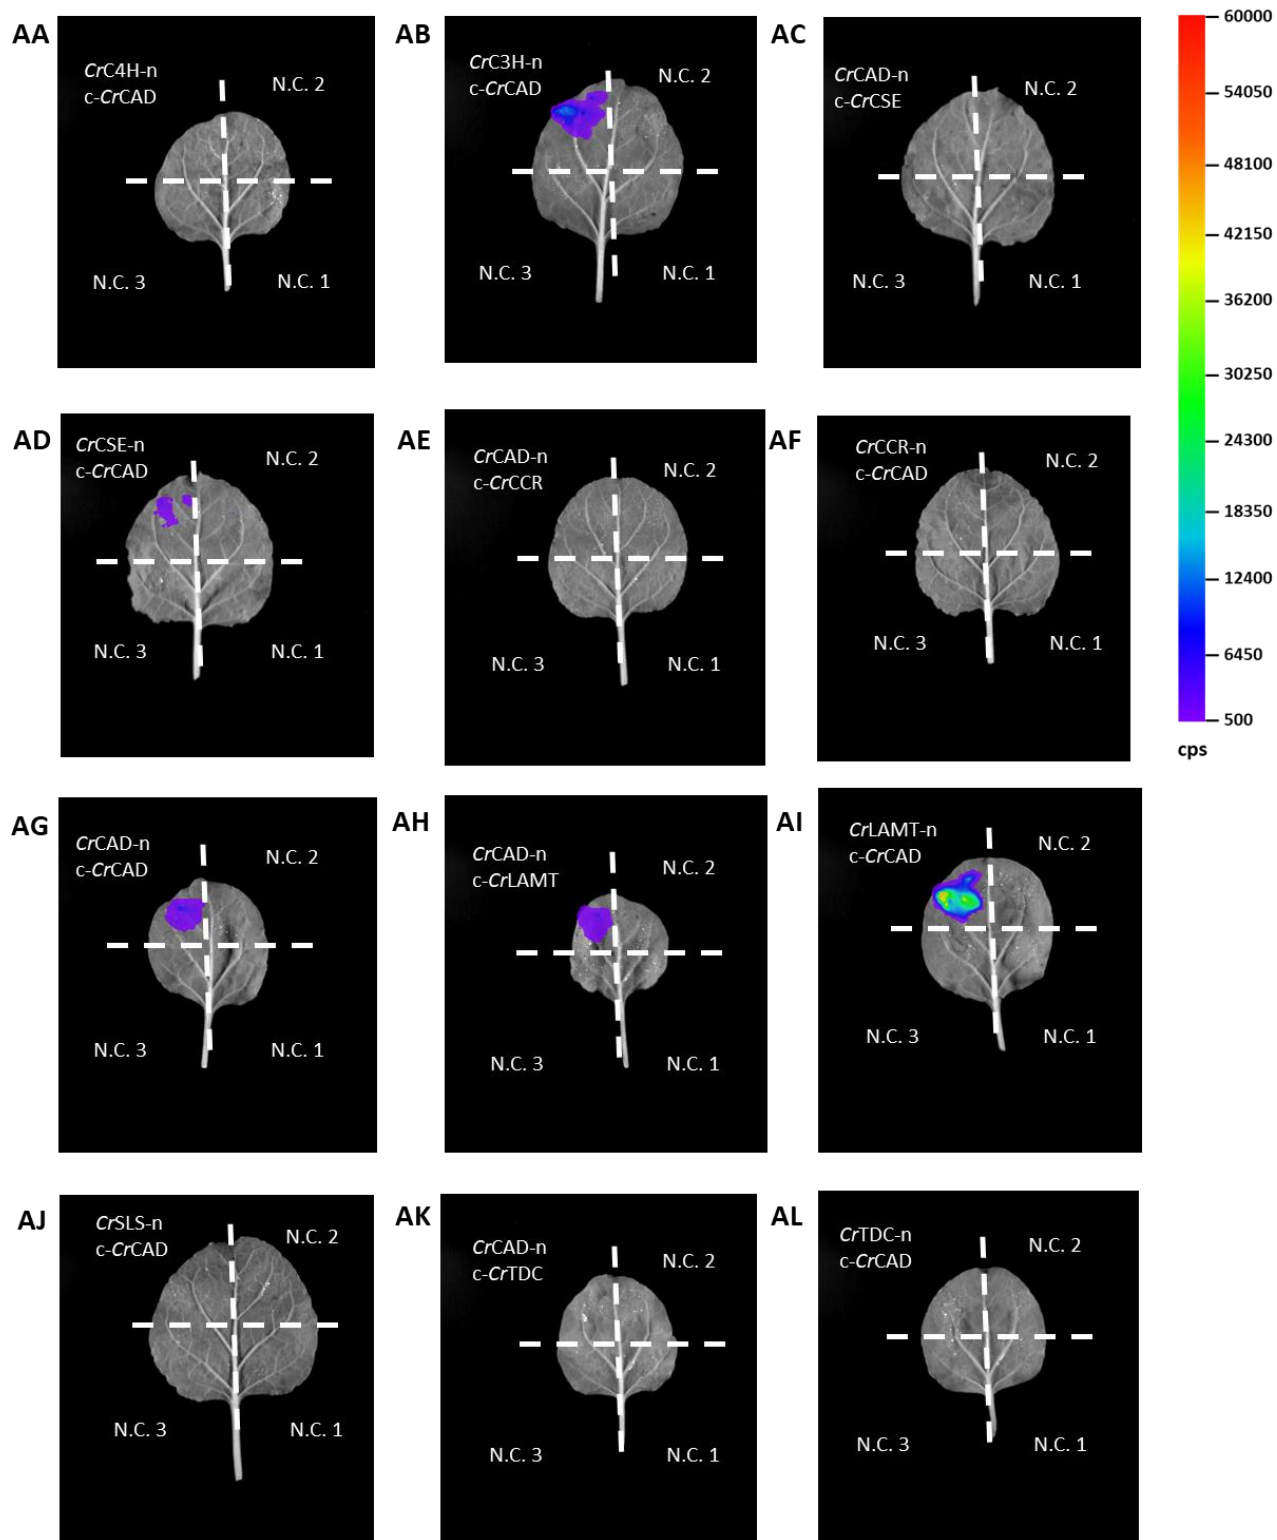 AA
CrC4H-n
c-CrCAD
N.C. 2
N.C. 3
N.C. 1
AB
CrC3H-n
c-CrCAD
N.C. 2
N.C. 3
N.C. 1
AC
CrCAD-n
c-CrCSE
N.C. 2
N.C. 3
N.C. 1
60000
54050
48100
42150
36200
30250
24300
18350
12400
6450
500
cps
AD
CrCSE-n
c-CrCAD
N.C. 2
N.C. 3
N.C. 1
AE
CrCAD-n
c-CrCCR
N.C. 2
N.C. 3
N.C. 1
AF
CrCCR-n
c-CrCAD
N.C. 2
N.C. 3
N.C. 1
AG
CrCAD-n
c-CrCAD
N.C. 2
N.C. 3
N.C. 1
AH
CrCAD-n
c-CrLAMT
N.C. 2
N.C. 3
N.C. 1
AI
CrLAMT-n
c-CrCAD
N.C. 2
N.C. 3
N.C. 1
AJ
CrSLS-n
c-CrCAD
N.C. 2
N.C. 3
N.C. 1
AK
CrCAD-n
c-CrTDC
N.C. 2
N.C. 3
N.C. 1
AL
CrTDC-n
c-CrCAD
N.C. 2
N.C. 3
N.C. 1